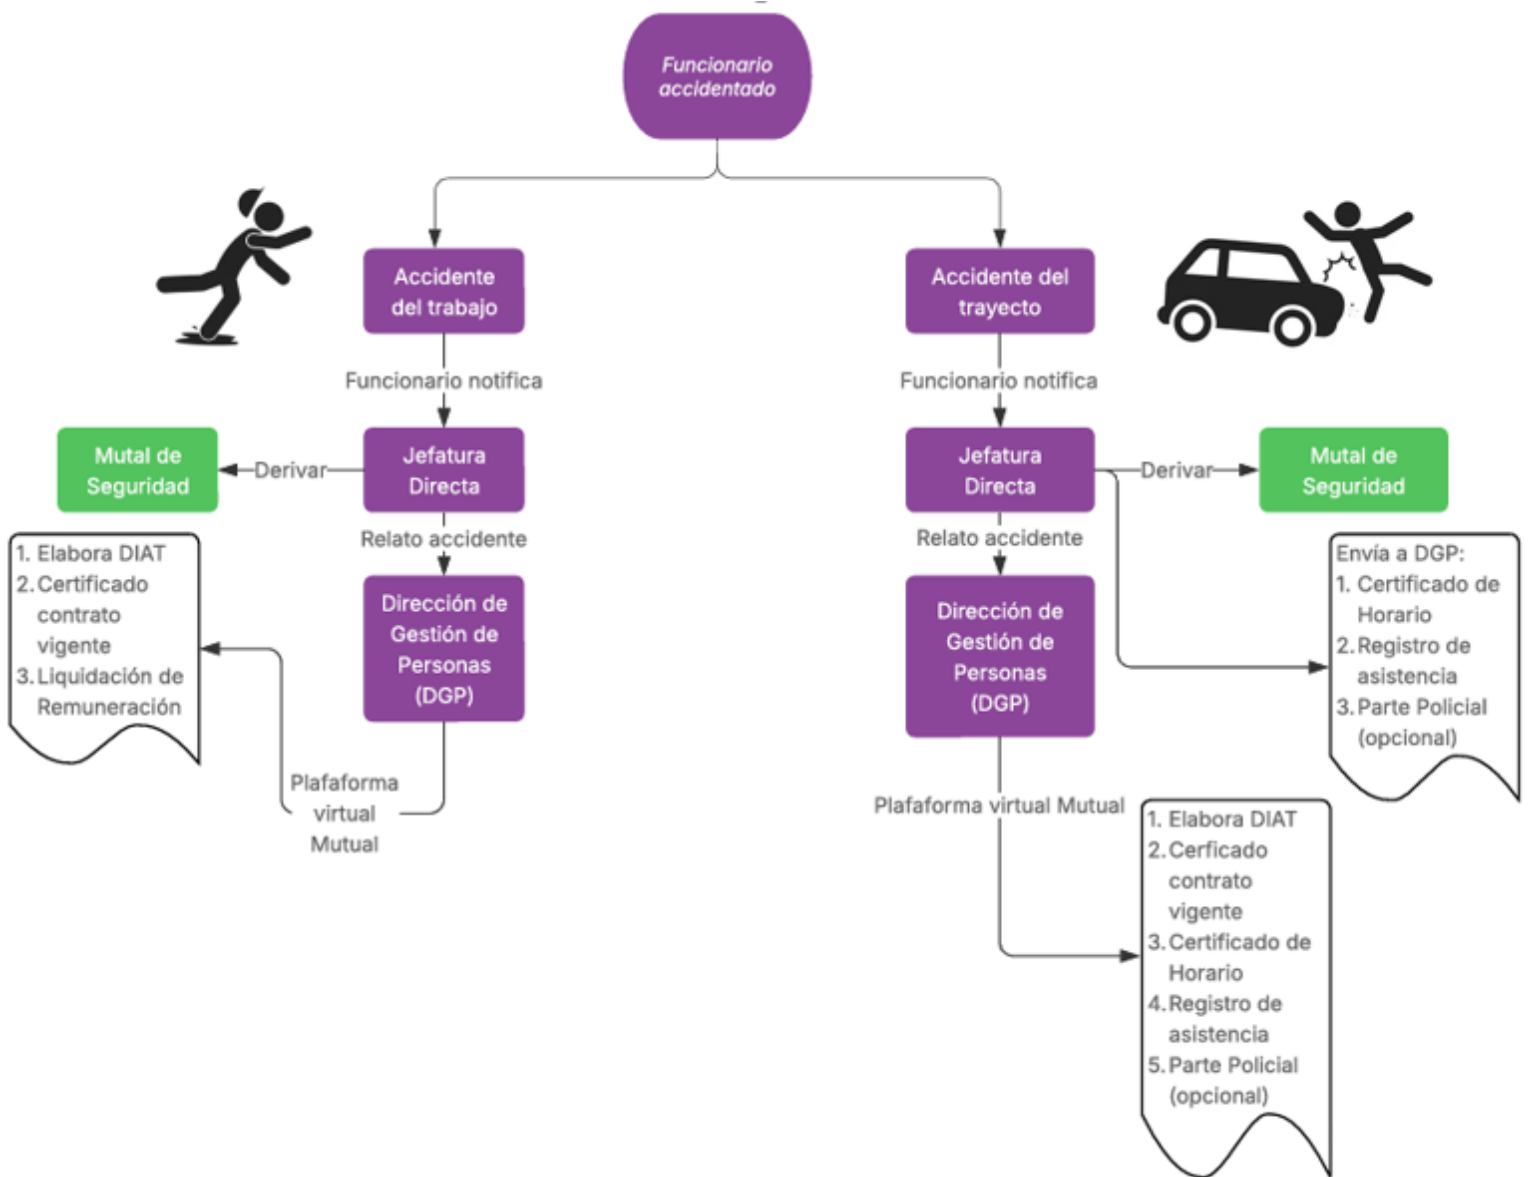 Funcionario
accidentado
Accidente
del trabajo
Accidente del
trayecto
Funcionario notifica
Funcionario notifica
Mutal de
Seguridad
Derivar
Jefatura
Directa
Jefatura
Directa
Derivar
Mutal de
Seguridad
Relato accidente
Relato accidente
1. Elabora DIAT
2. Certificado
contrato
vigente
3. Liquidación de
Remuneración
Dirección de
Gestión de
Personas
(DGP)
Dirección de
Gestión de
Personas
(DGP)
Envía a DGP:
1. Certificado de
Horario
2. Registro de
asistencia
3. Parte Policial
(opcional)
Plafaforma
virtual
Mutual
Plafaforma virtual Mutual
1. Elabora DIAT
2. Cerficado
contrato
vigente
3. Certificado de
Horario
4. Registro de
asistencia
5. Parte Policial
(opcional)